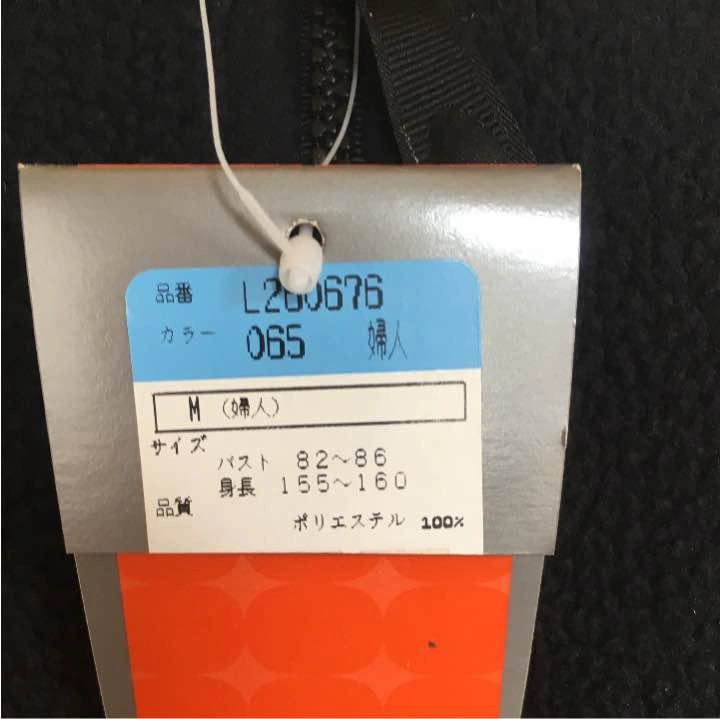 品番 L260676
カラー 065 婦人
M (婦人)
サイズ
バスト 82~86
身長 155~160
品質
ポリエステル 100%